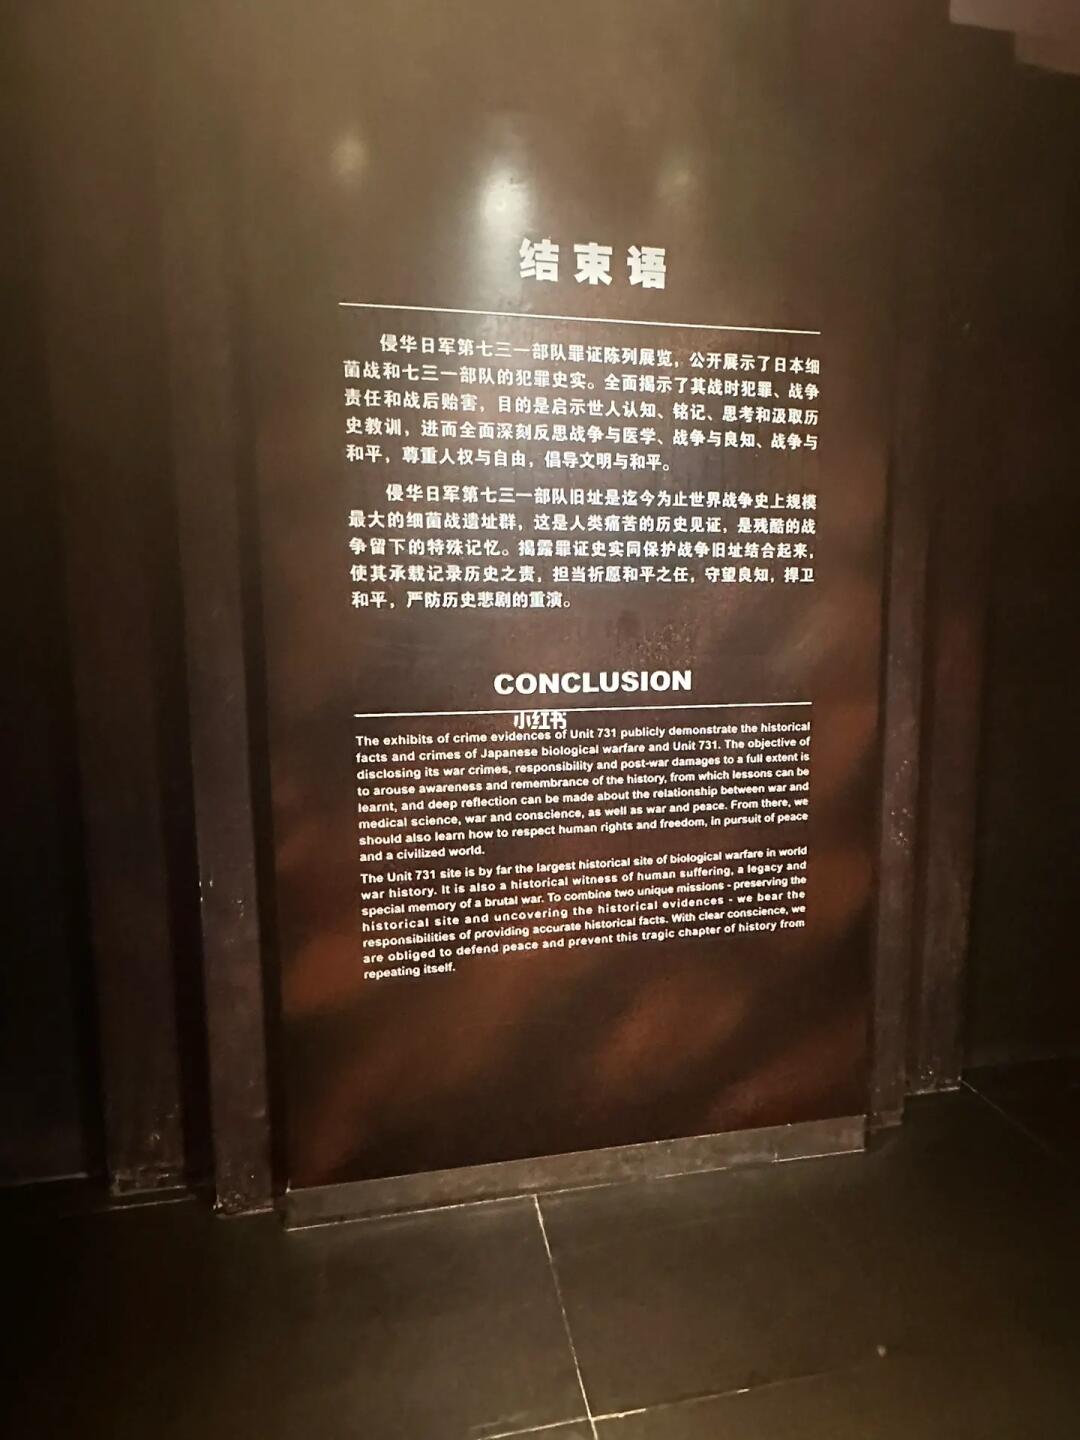 结束语
侵华日军第七三一部队罪证陈列展览，公开展示了日本细
菌战和七三一部队的犯罪史实。全面揭示了其战时犯罪、战争
责任和战后贻害，目的是启示世人认知、铭记、思考和汲取历
史教训，进而全面深刻反思战争与医学、战争与良知、战争与
和平，尊重人权与自由，倡导文明与和平。
侵华日军第七三一部队旧址是迄今为止世界战争史上规模
最大的细菌战遗址群，这是人类痛苦的历史见证，是残酷的战
争留下的特殊记忆。揭露罪证史实同保护战争旧址结合起来，
使其承载记录历史之责，担当祈愿和平之任，守望良知，捍卫
和平，严防历史悲剧的重演。
CONCLUSION
小红书
The exhibits of crime evidences of Unit 731 publicly demonstrate the historical
facts and crimes of Japanese biological warfare and Unit 731. The objective of
disclosing its war crimes, responsibility and post-war damages to a full extent is
to arouse awareness and remembrance of the history, from which lessons can be
learnt, and deep reflection can be made about the relationship between war and
medical science, war and conscience, as well as war and peace. From there, we
should also learn how to respect human rights and freedom, in pursuit of peace
and a civilized world.
The Unit 731 site is by far the largest historical site of biological warfare in world
war history. It is also a historical witness of human suffering, a legacy and
special memory of a brutal war. To combine two unique missions - preserving the
historical site and uncovering the historical evidences - we bear the
responsibilities of providing accurate historical facts. With clear conscience, we
are obliged to defend peace and prevent this tragic chapter of history from
repeating itself.